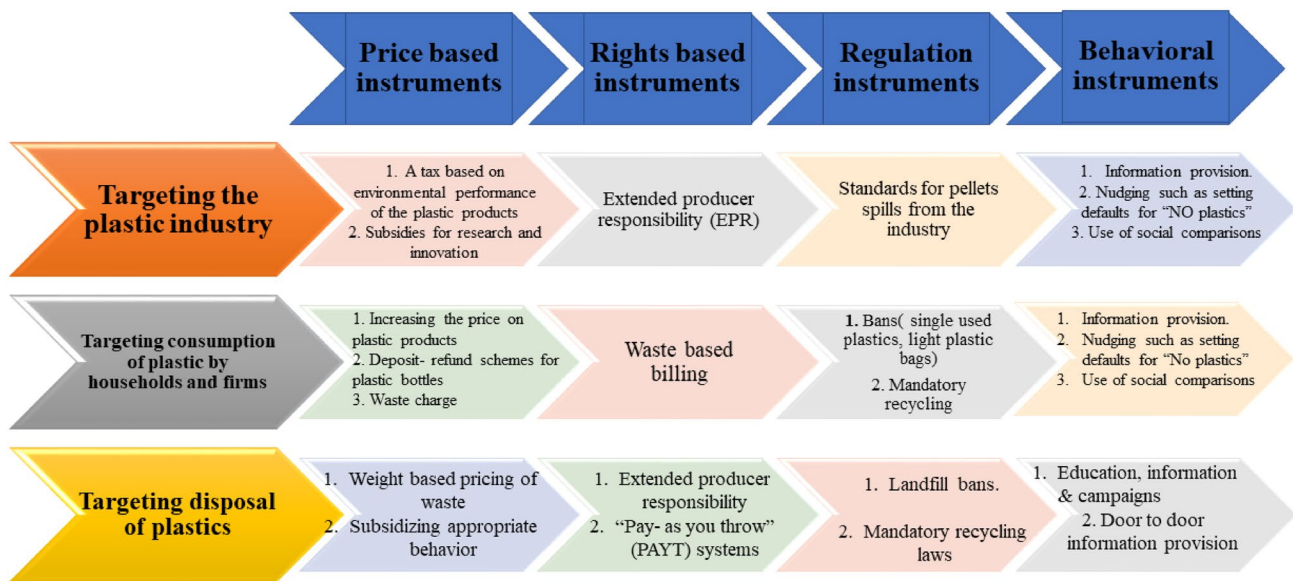 Price based
instruments
Rights based
instruments
Regulation
instruments
Behavioral
instruments
Targeting the
plastic industry
1. A tax based on
environmental performance
of the plastic products
2. Subsidies for research and
innovation
Extended producer
responsibility (EPR)
Standards for pellets
spills from the
industry
1. Information provision.
2. Nudging such as setting
defaults for “NO plastics”
3. Use of social comparisons
Targeting consumption
of plastic by
households and firms
1. Increasing the price on
plastic products
2. Deposit- refund schemes for
plastic bottles
3. Waste charge
Waste based
billing
1. Bans( single used
plastics, light plastic
bags)
2. Mandatory
recycling
1. Information provision.
2. Nudging such as setting
defaults for “No plastics”
3. Use of social comparisons
Targeting disposal
of plastics
1. Weight based pricing of
waste
2. Subsidizing appropriate
behavior
1. Extended producer
responsibility
2. “Pay- as you throw”
(PAYT) systems
1. Landfill bans.
2. Mandatory recycling
laws
1. Education, information
& campaigns
2. Door to door
information provision